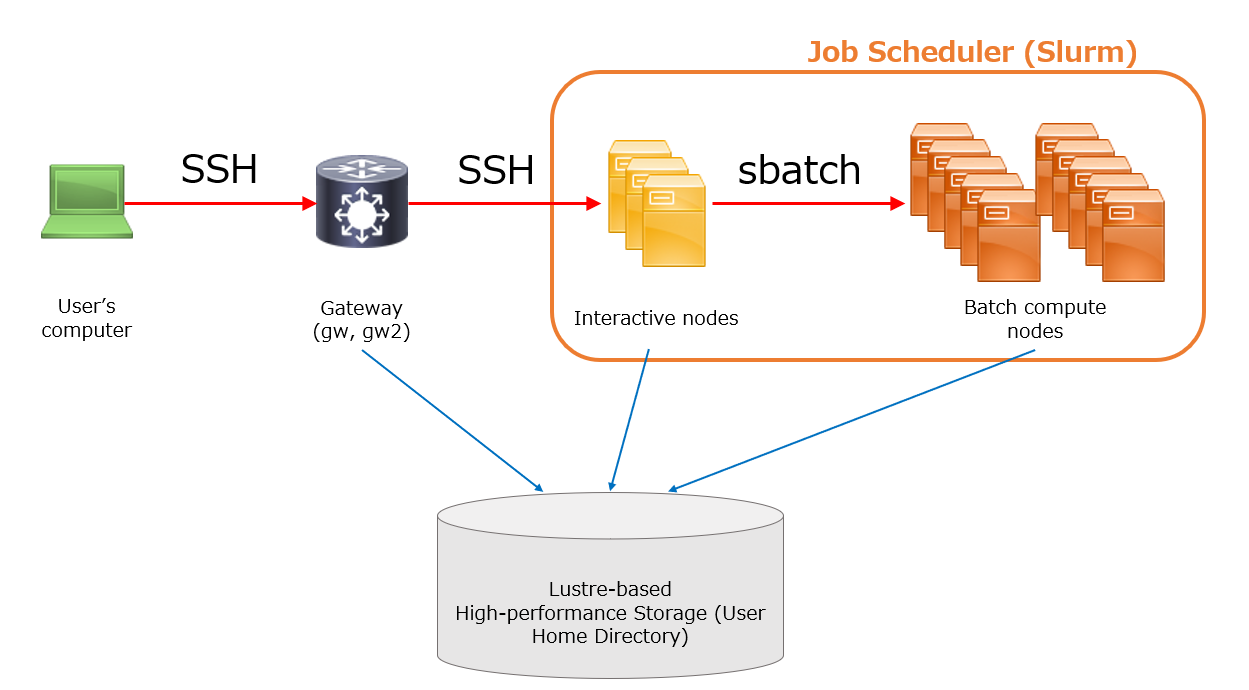 Job Scheduler (Slurm)
SSH
SSH
sbatch
User’s
computer
Gateway
(gw, gw2)
Interactive nodes
Batch compute
nodes
Lustre-based
High-performance Storage (User
Home Directory)